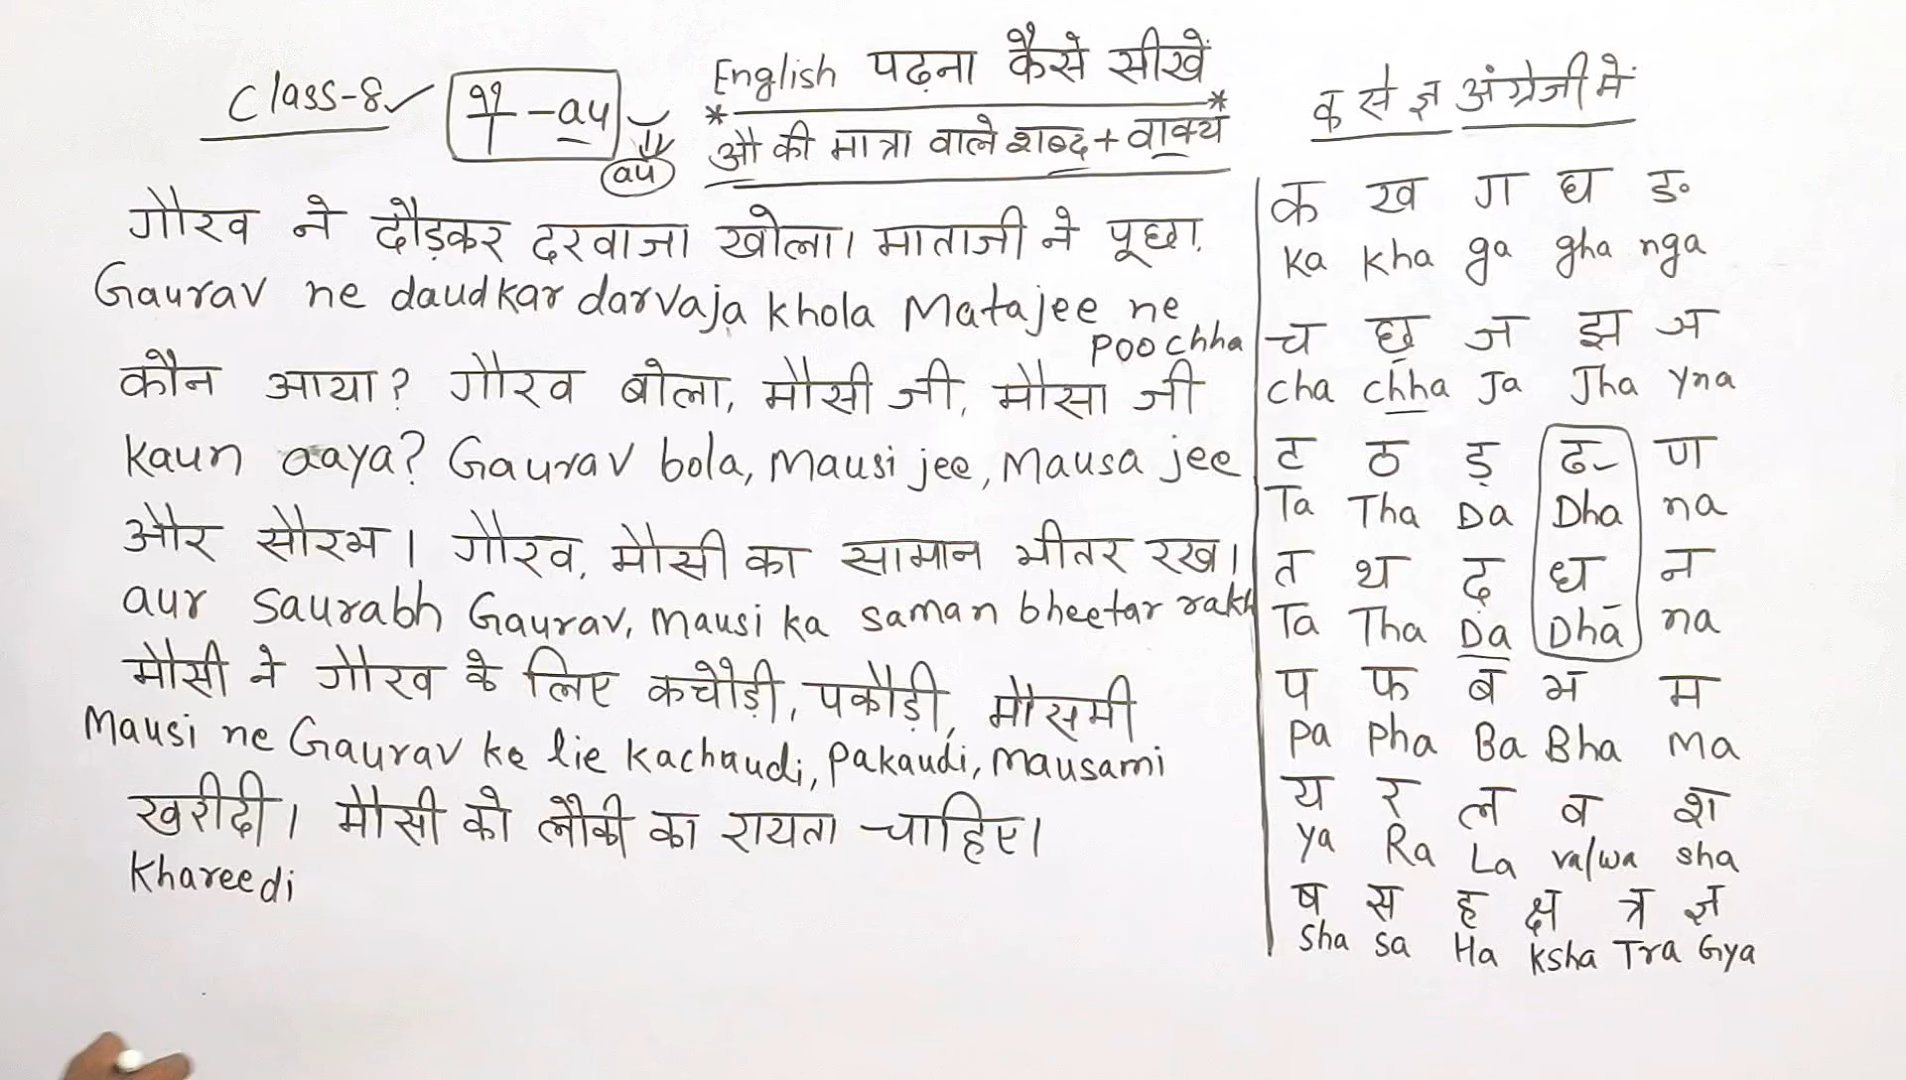 Class-8
ौ - au
au
English पढ़ना कैसे सीखें
औ की मात्रा वाले शब्द + वाक्य
क से ज्ञ अंग्रेजी में
गौरव ने दौड़कर दरवाजा खोला। माताजी ने पूछा,
Gaurav ne daudkar darvaja khola Matajee ne
Poochha
कौन आया? गौरव बोला, मौसी जी, मौसा जी
Kaun aaya? Gaurav bola, Mausi jee, Mausa jee
और सौरभ। गौरव, मौसी का सामान भीतर रख।
aur Saurabh Gaurav, Mausi ka saman bheetar rakh
मौसी ने गौरव के लिए कचौड़ी, पकौड़ी, मौसमी
Mausi ne Gaurav ke lie Kachaudi, Pakaudi, Mausami
खरीदी। मौसी को लौकी का रायता चाहिए।
Khareedi
क ख ग घ ङ
Ka Kha ga gha nga
च छ ज झ ञ
cha chha Ja Jha yna
ट ठ ड़ ढ ण
Ta Tha Da Dha na
त थ द ध न
Ta Tha Da Dha na
प फ ब भ म
Pa Pha Ba Bha Ma
य र ल व श
Ya Ra La va/wa sha
ष स ह क्ष त्र ज्ञ
Sha Sa Ha Ksha Tra Gya